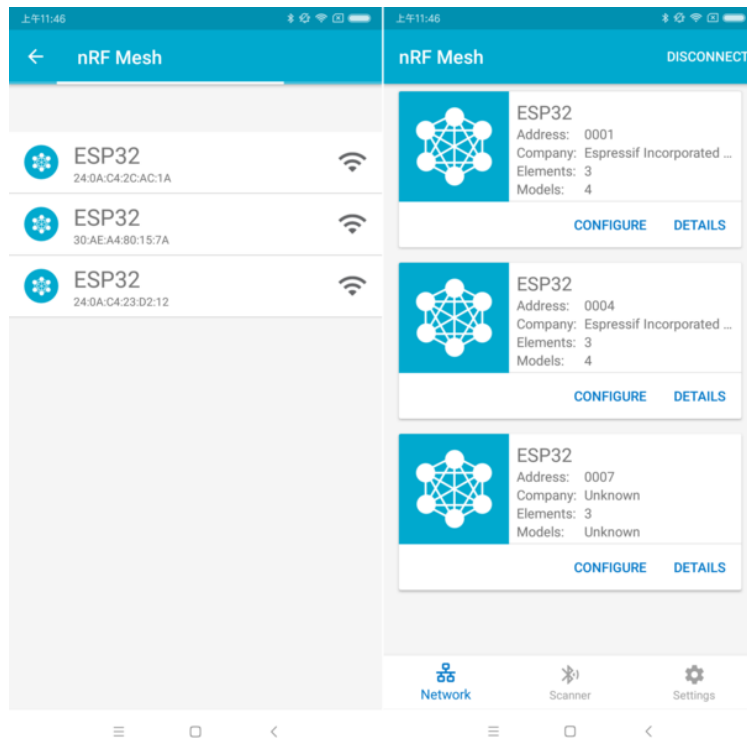 上午11:46
nRF Mesh
ESP32
24:0A:C4:2C:AC:1A
ESP32
30:AE:A4:80:15:7A
ESP32
24:0A:C4:23:D2:12
上午11:46
nRF Mesh DISCONNECT
ESP32
Address: 0001
Company: Espressif Incorporated ...
Elements: 3
Models: 4
CONFIGURE DETAILS
ESP32
Address: 0004
Company: Espressif Incorporated ...
Elements: 3
Models: 4
CONFIGURE DETAILS
ESP32
Address: 0007
Company: Unknown
Elements: 3
Models: Unknown
CONFIGURE DETAILS
Network Scanner Settings